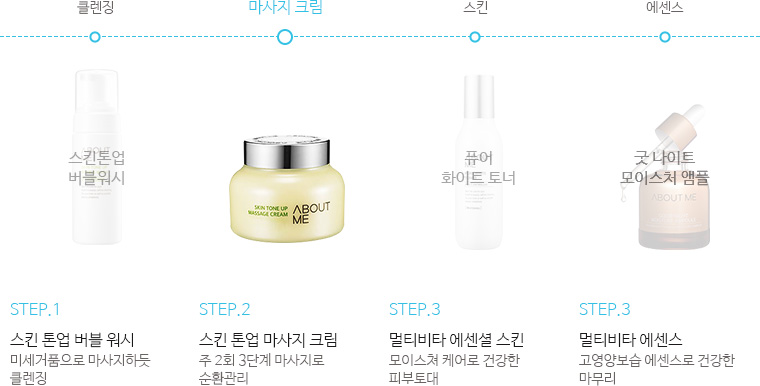 클렌징
마사지 크림
스킨
에센스
스킨톤업
버블워시
SKIN TONE UP
MASSAGE CREAM
ABOUT
ME
퓨어
화이트 토너
굿 나이트
모이스처 앰플
ABOUT ME
STEP.1
스킨 톤업 버블 워시
미세거품으로 마사지하듯
클렌징
STEP.2
스킨 톤업 마사지 크림
주 2회 3단계 마사지로
순환관리
STEP.3
멀티비타 에센셜 스킨
모이스쳐 케어로 건강한
피부토대
STEP.3
멀티비타 에센스
고영양보습 에센스로 건강한
마무리